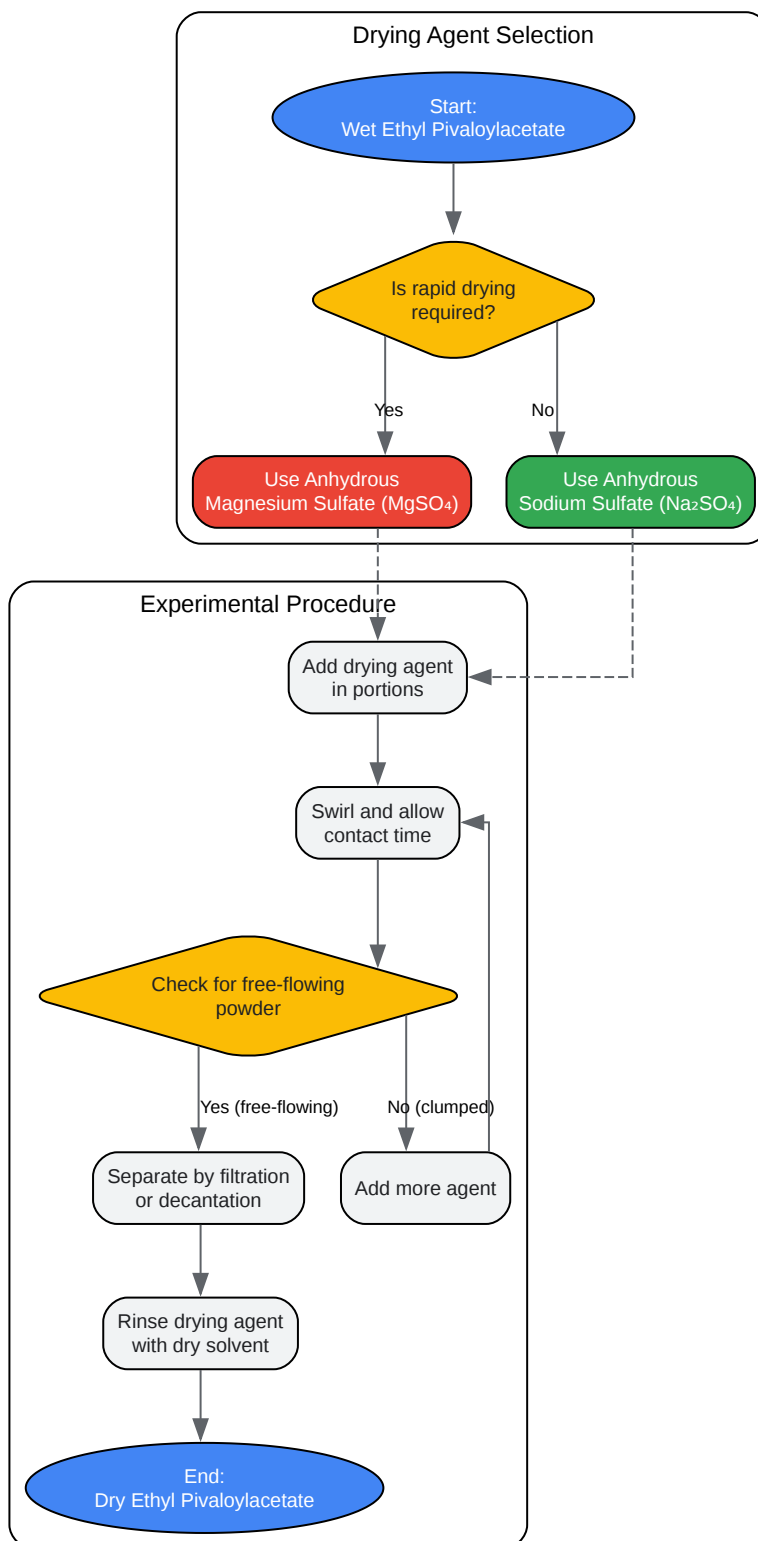 Drying Agent Selection
Start:
Wet Ethyl Pivaloylacetate
Is rapid drying
required?
Yes
No
Use Anhydrous
Magnesium Sulfate (MgSO₄)
Use Anhydrous
Sodium Sulfate (Na₂SO₄)
Experimental Procedure
Add drying agent
in portions
Swirl and allow
contact time
Check for free-flowing
powder
Yes (free-flowing)
No (clumped)
Separate by filtration
or decantation
Add more agent
Rinse drying agent
with dry solvent
End:
Dry Ethyl Pivaloylacetate